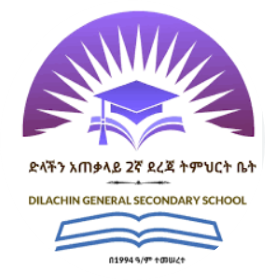 ድላችን አጠቃላይ 2ኛ ደረጃ ትምህርት ቤት
DILACHIN GENERAL SECONDARY SCHOOL
በ1994 ዓ/ም ተመሠረተ